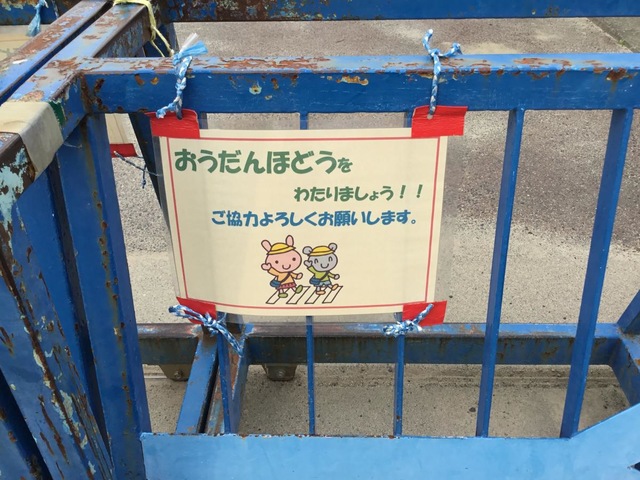 おうだんほどうを
わたりましょう！！
ご協力よろしくお願いします。